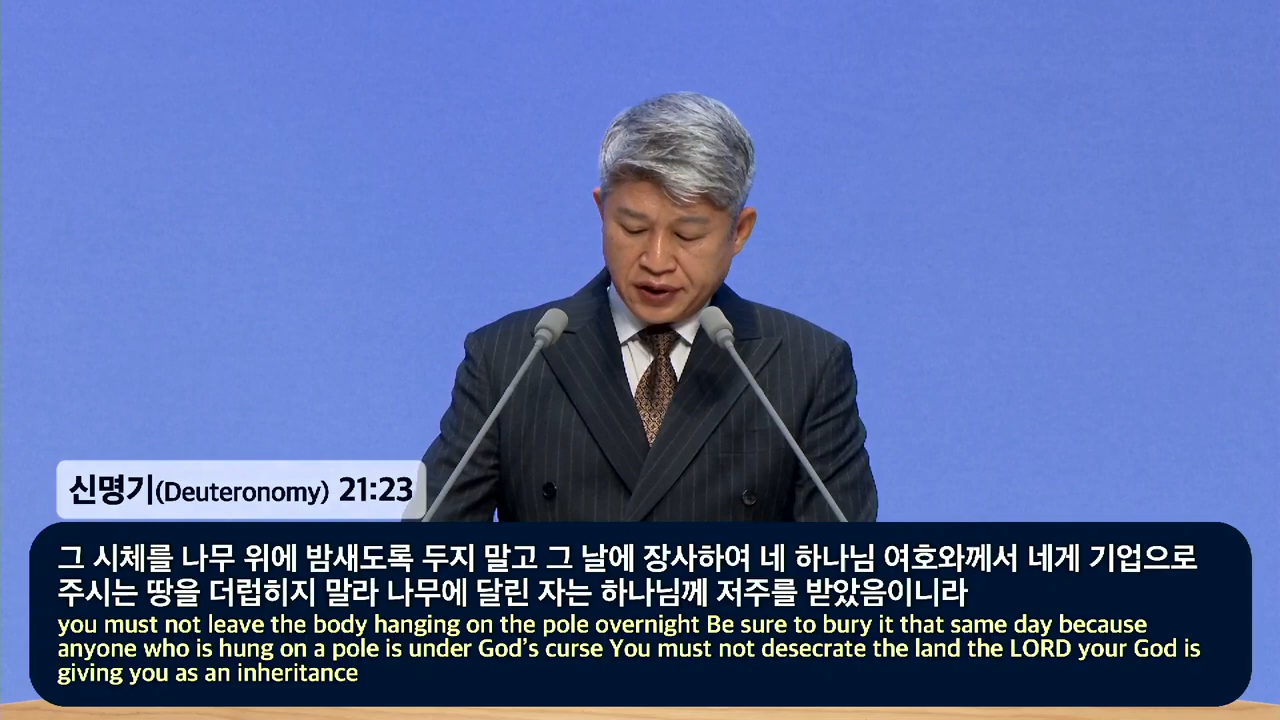 신명기(Deuteronomy) 21:23
그 시체를 나무 위에 밤새도록 두지 말고 그 날에 장사하여 네 하나님 여호와께서 네게 기업으로
주시는 땅을 더럽히지 말라 나무에 달린 자는 하나님께 저주를 받았음이니라
you must not leave the body hanging on the pole overnight Be sure to bury it that same day because
anyone who is hung on a pole is under God's curse You must not desecrate the land the LORD your God is
giving you as an inheritance